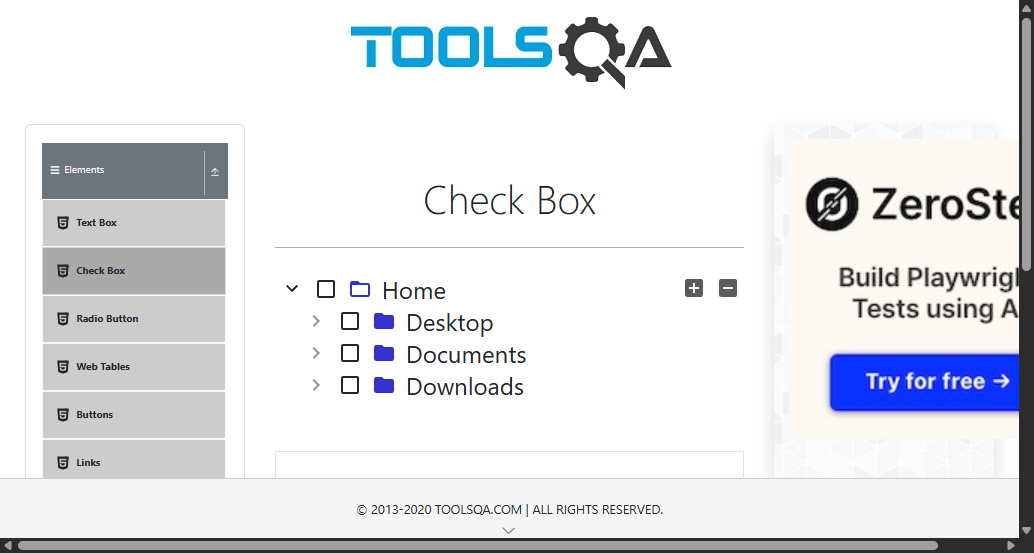 TOOLSQA
Elements
Text Box
Check Box
Radio Button
Web Tables
Buttons
Links
Check Box
Home
Desktop
Documents
Downloads
ZeroSte
Build Playwrigh
Tests using A
Try for free →
© 2013-2020 TOOLSQA.COM | ALL RIGHTS RESERVED.